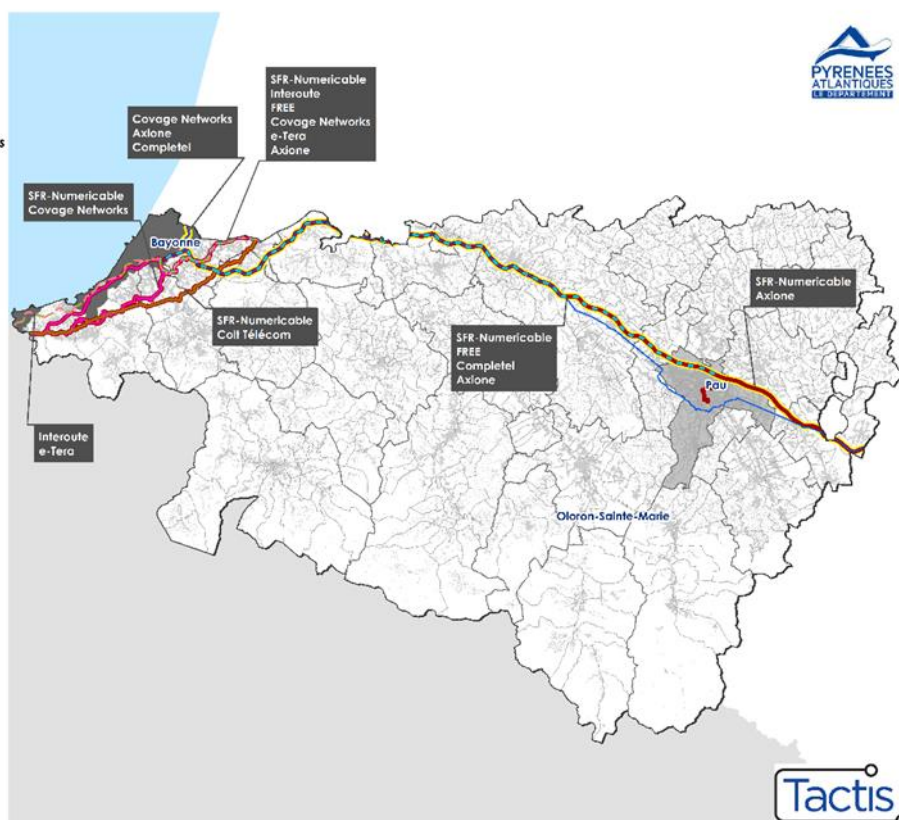 PYRENEES
ATLANTIQUES
LE DEPARTEMENT
SFR-Numericable
Interoute
FREE
Covage Networks
e-Tera
Axione
Covage Networks
Axione
Completel
s
SFR-Numericable
Covage Networks
Bayonne
SFR-Numericable
Axione
SFR-Numericable
Colt Télécom
SFR-Numericable
FREE
Completel
Axione
Pau
Interoute
e-Tera
Oloron-Sainte-Marie
Tactis